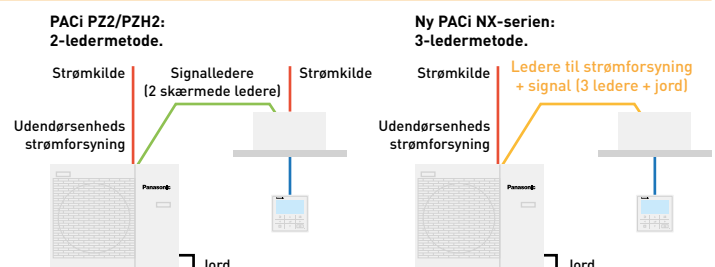 PACi PZ2/PZH2:
2-ledermetode.
Strømkilde
Signalledere
(2 skærmede ledere)
Strømkilde
Udendørsenheds
strømforsyning
Panasonic
Jord
Ny PACi NX-serien:
3-ledermetode.
Strømkilde
Ledere til strømforsyning
+ signal (3 ledere + jord)
Udendørsenheds
strømforsyning
Panasonic
Jord